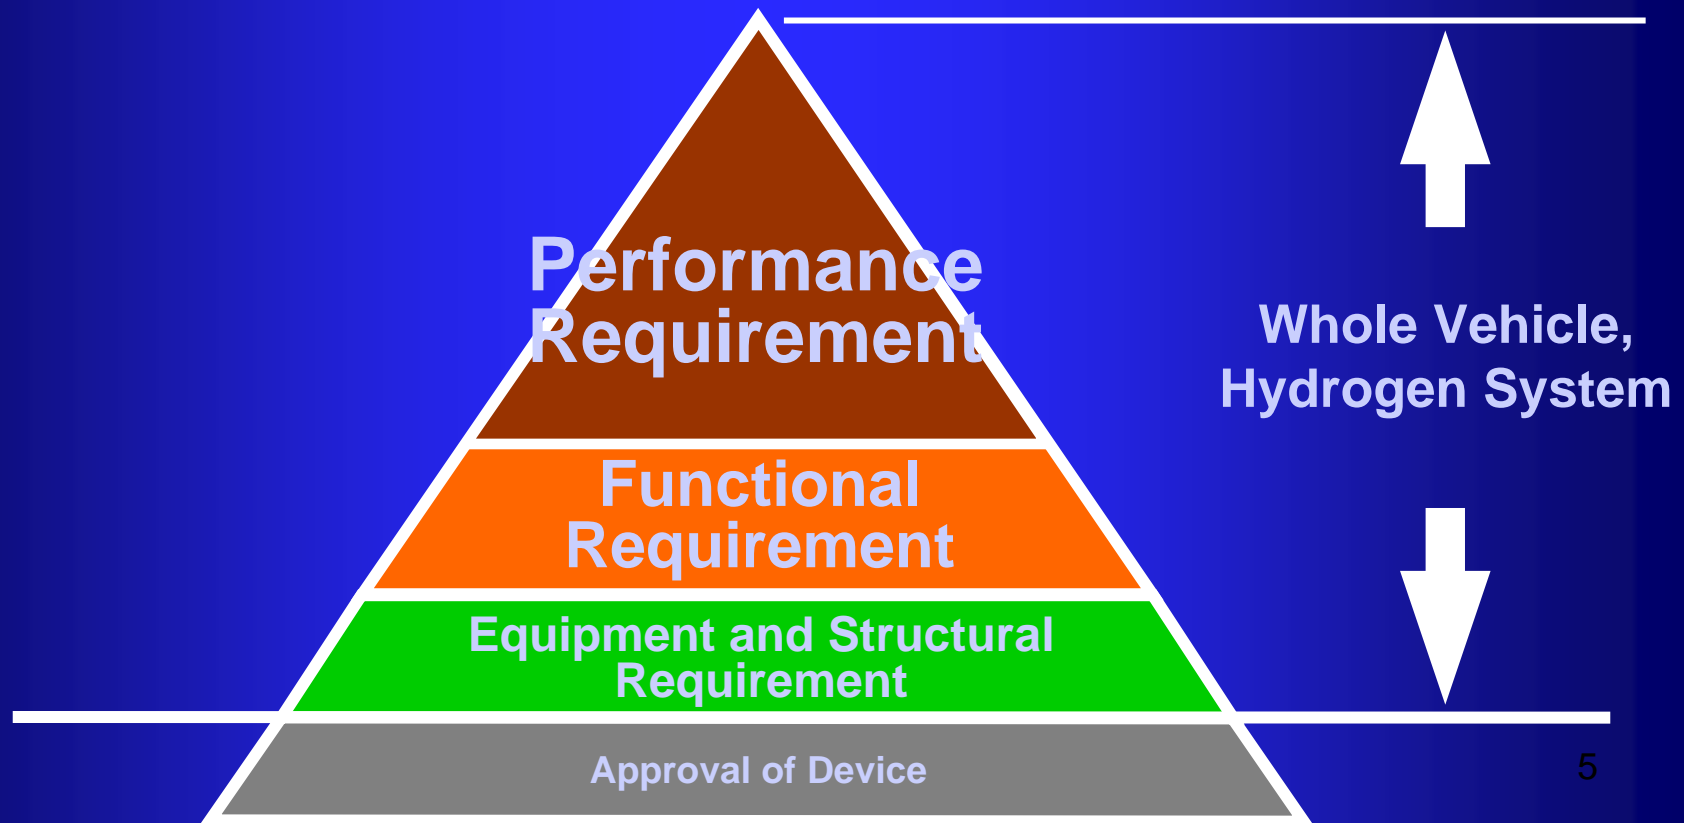 Performance
Requirement
Whole Vehicle,
Hydrogen System
Functional
Requirement
Equipment and Structural
Requirement
Approval of Device
5